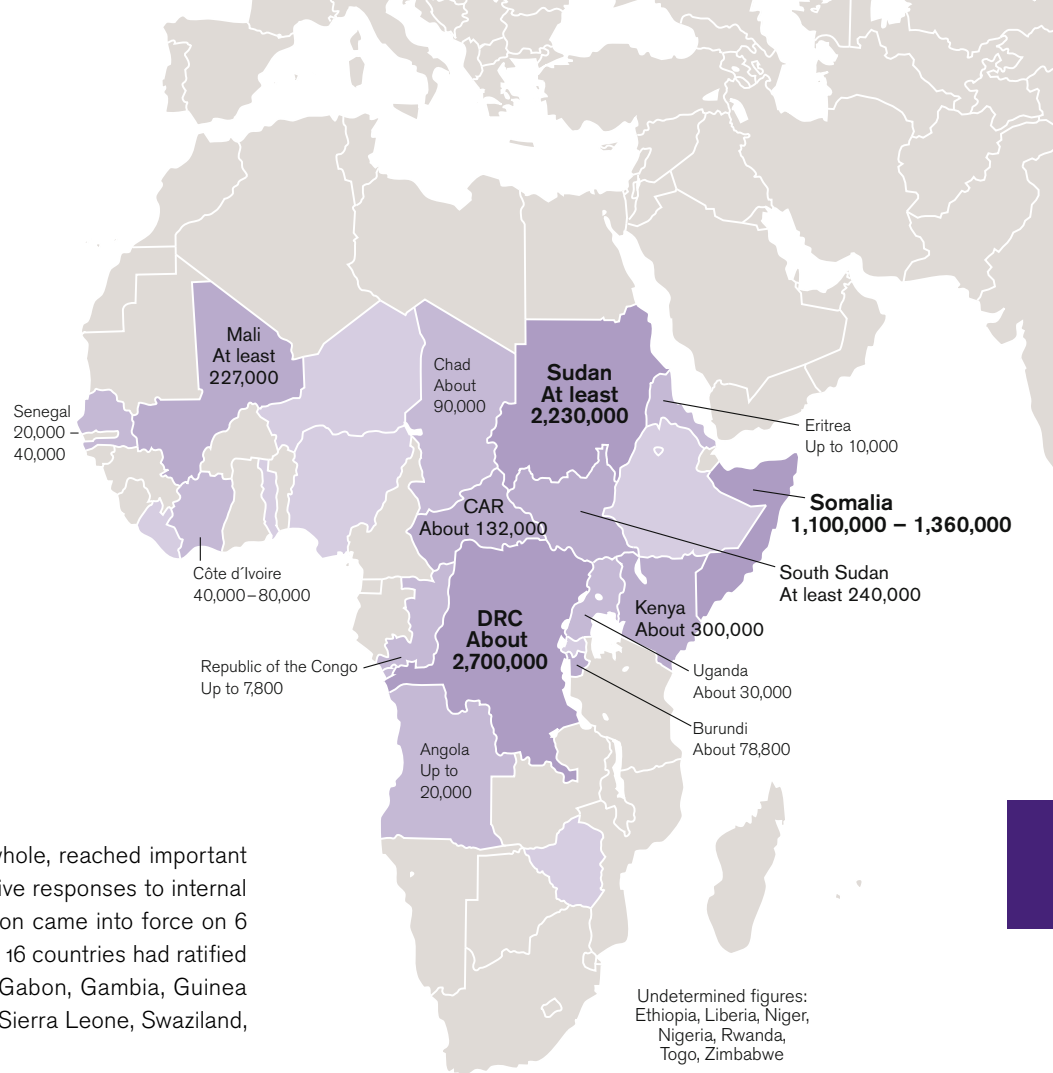 Mali
At least
227,000
Chad
About
90,000
Sudan
At least
2,230,000
Senegal
20,000 –
40,000
Eritrea
Up to 10,000
Somalia
1,100,000 – 1,360,000
CAR
About 132,000
Côte d´Ivoire
40,000–80,000
South Sudan
At least 240,000
DRC
About
2,700,000
Kenya
About 300,000
Republic of the Congo
Up to 7,800
Uganda
About 30,000
Burundi
About 78,800
Angola
Up to
20,000
whole, reached important
ive responses to internal
on came into force on 6
16 countries had ratified
Gabon, Gambia, Guinea
Sierra Leone, Swaziland,
Undetermined figures:
Ethiopia, Liberia, Niger,
Nigeria, Rwanda,
Togo, Zimbabwe